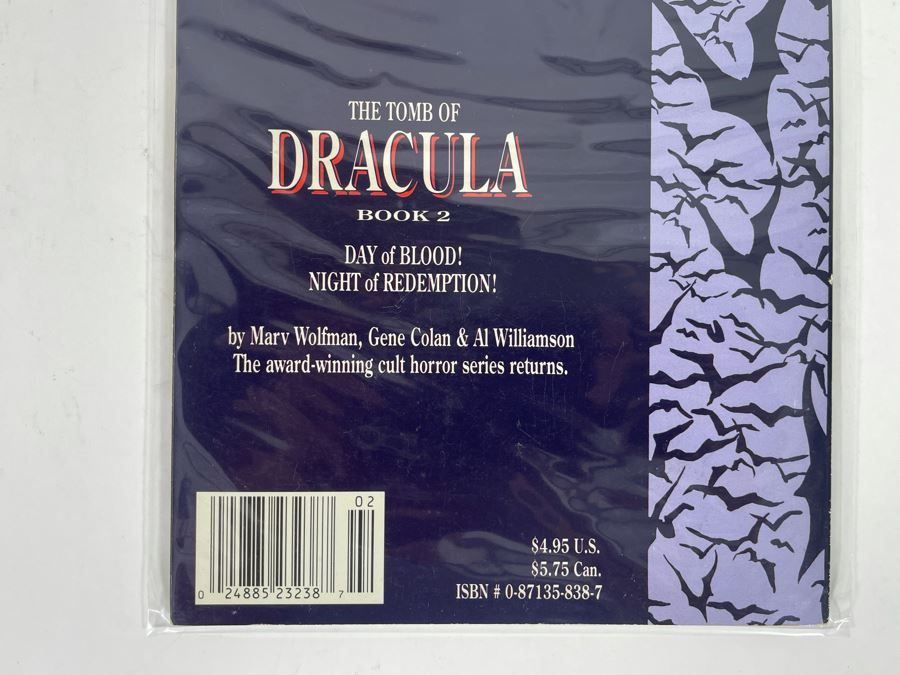 THE TOMB OF
DRACULA
BOOK 2
DAY of BLOOD!
NIGHT of REDEMPTION!
by Marv Wolfman, Gene Colan & Al Williamson
The award-winning cult horror series returns.
02
0 24885 23238 7
$4.95 U.S.
$5.75 Can.
ISBN # 0-87135-838-7